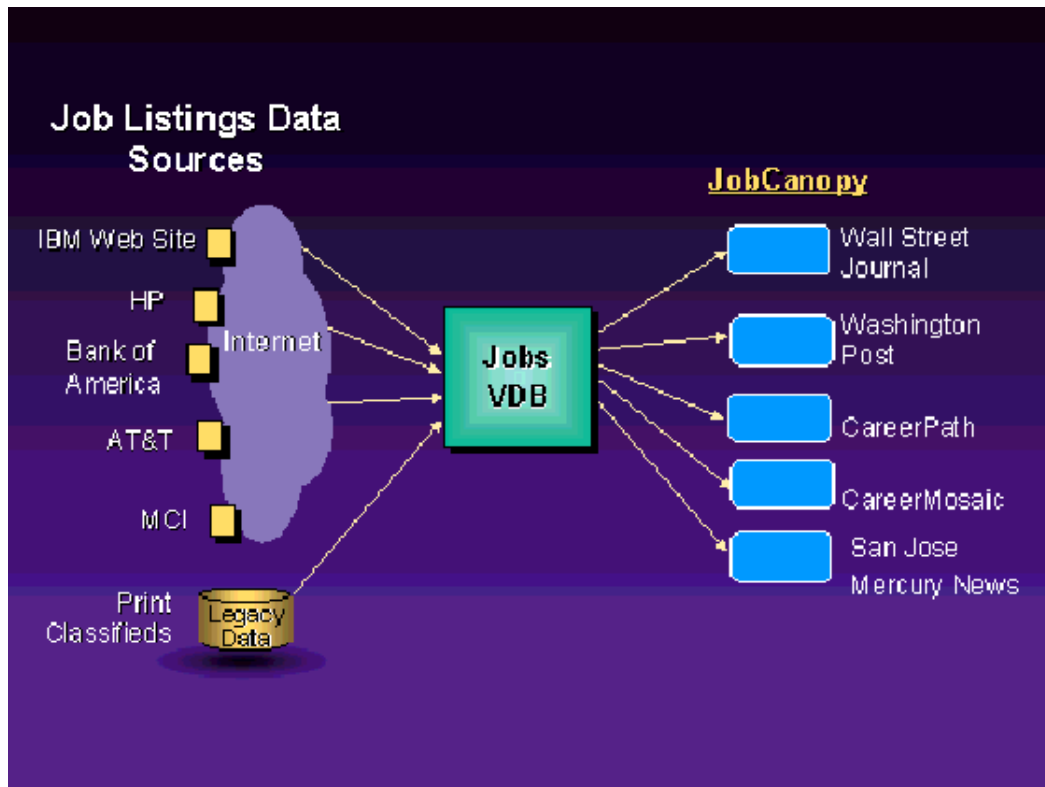 Job Listings Data
Sources
JobCanopy
IBM Web Site
HP
Bank of
America
AT&T
MCI
Internet
Print
Classifieds
Legacy
Data
Jobs
VDB
Wall Street
Journal
Washington
Post
CareerPath
CareerMosaic
San Jose
Mercury News